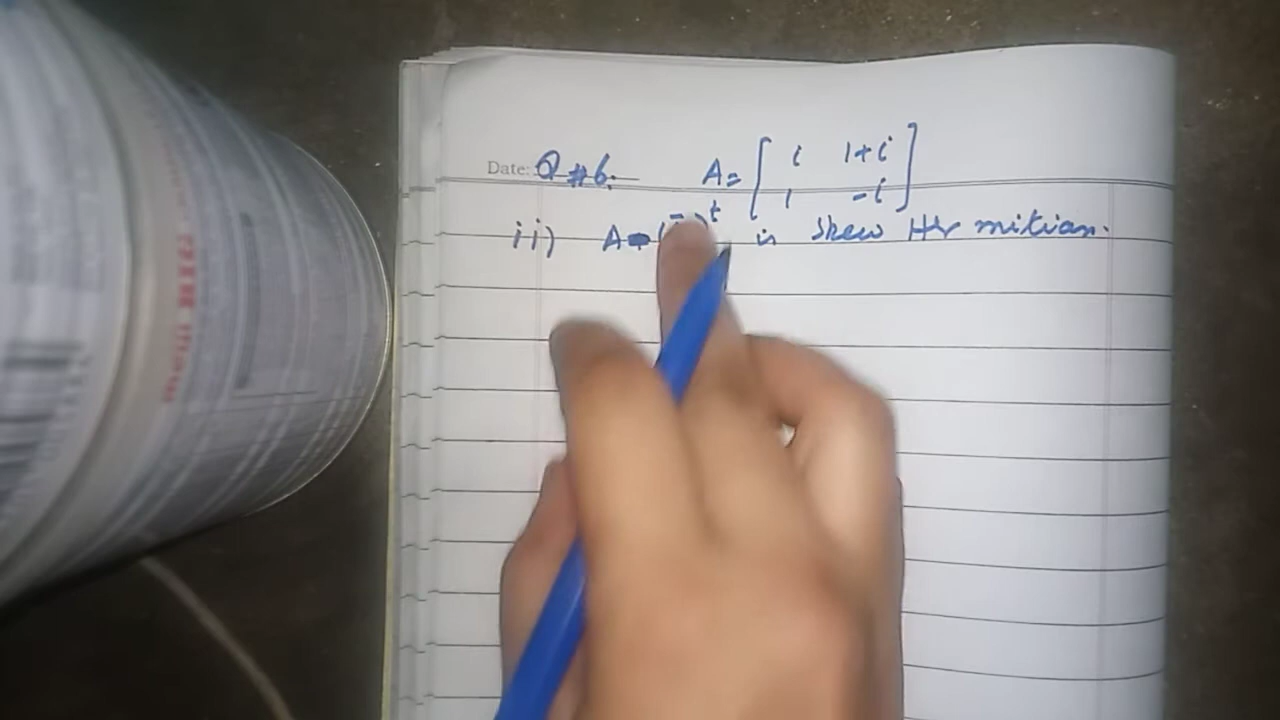 Date: Q #6. A = [ i 1+i
1 -i ]
ii) A - ( )t is Skew Hermitian.